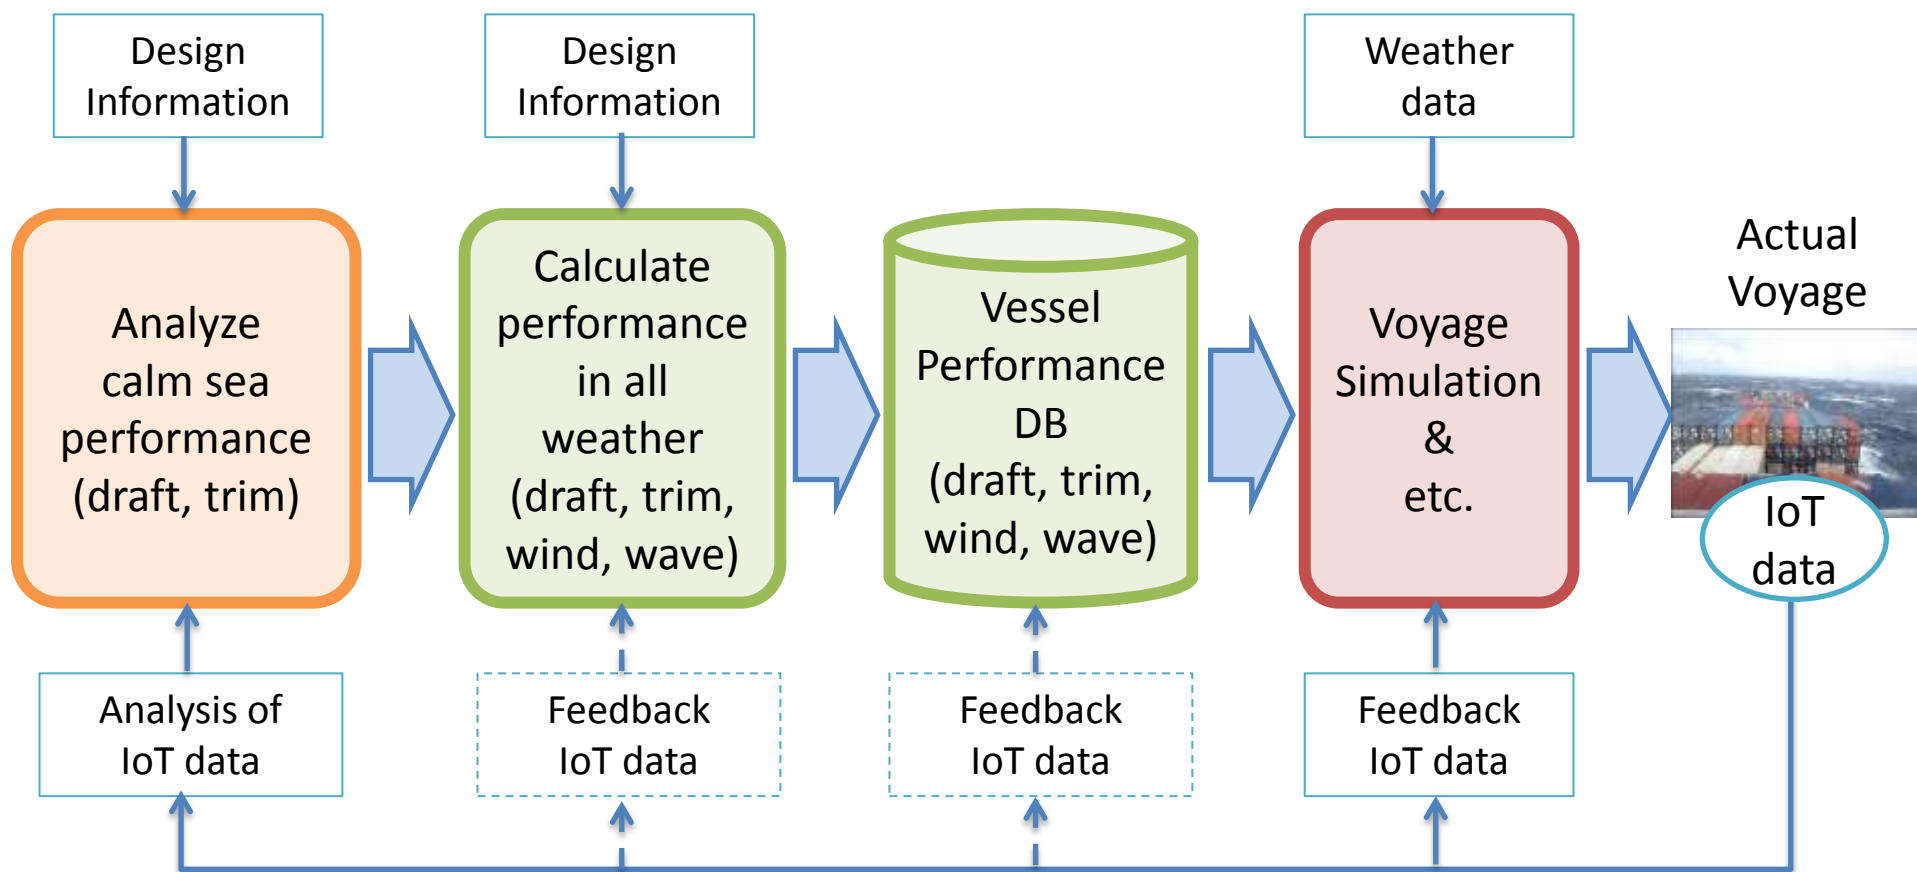 Design
Information
Design
Information
Weather
data
Analyze
calm sea
performance
(draft, trim)
Calculate
performance
in all
weather
(draft, trim,
wind, wave)
Vessel
Performance
DB
(draft, trim,
wind, wave)
Voyage
Simulation
&
etc.
Actual
Voyage
IoT
data
Analysis of
IoT data
Feedback
IoT data
Feedback
IoT data
Feedback
IoT data